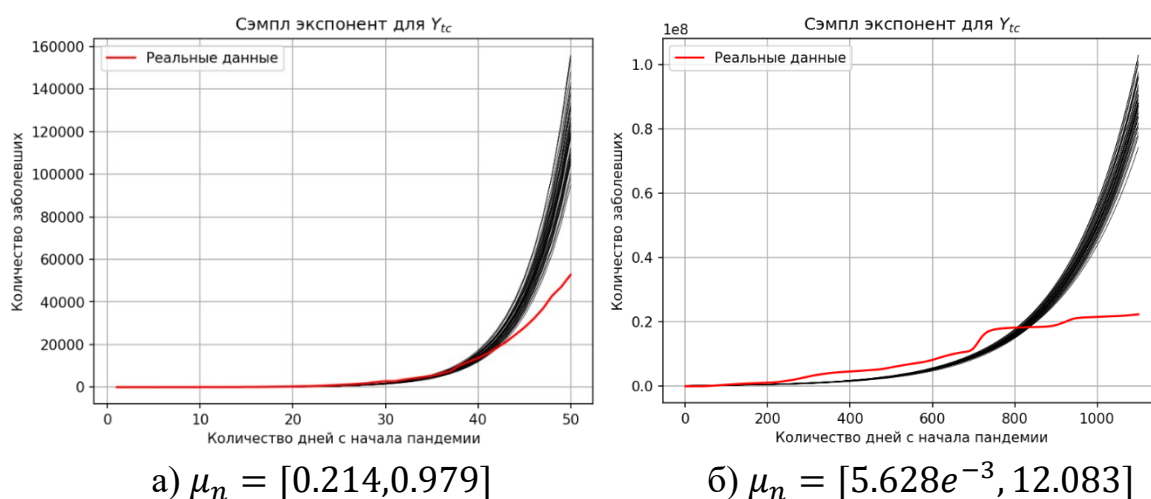 Сэмпл экспонент для Y_tc
Реальные данные
160000
140000
120000
100000
80000
60000
40000
20000
0
Количество заболевших
0 10 20 30 40 50
Количество дней с начала пандемии
а) μ_n = [0.214,0.979]
Сэмпл экспонент для Y_tc
1e8
Реальные данные
1.0
0.8
0.6
0.4
0.2
0.0
Количество заболевших
0 200 400 600 800 1000
Количество дней с начала пандемии
б) μ_n = [5.628e⁻³, 12.083]